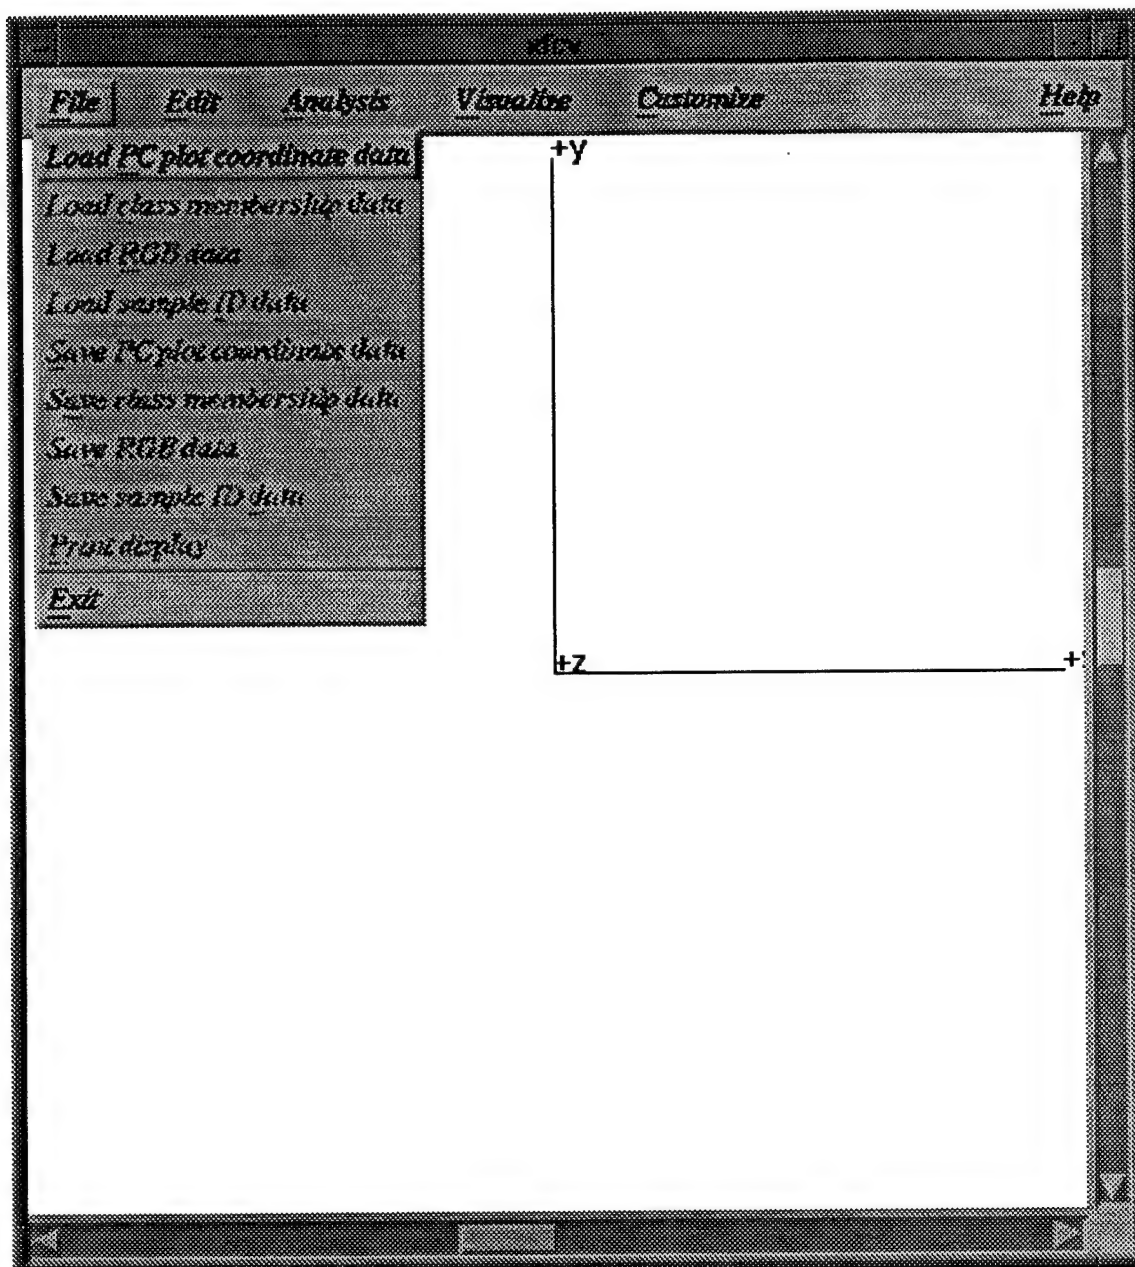 File Edit Analysis Visualize Customize Help
Load PC plot coordinate data
Load class membership data
Load RGB data
Load sample ID data
Save PC plot coordinate data
Save class membership data
Save RGB data
Save sample ID data
Print display
Exit
+y
+z
+